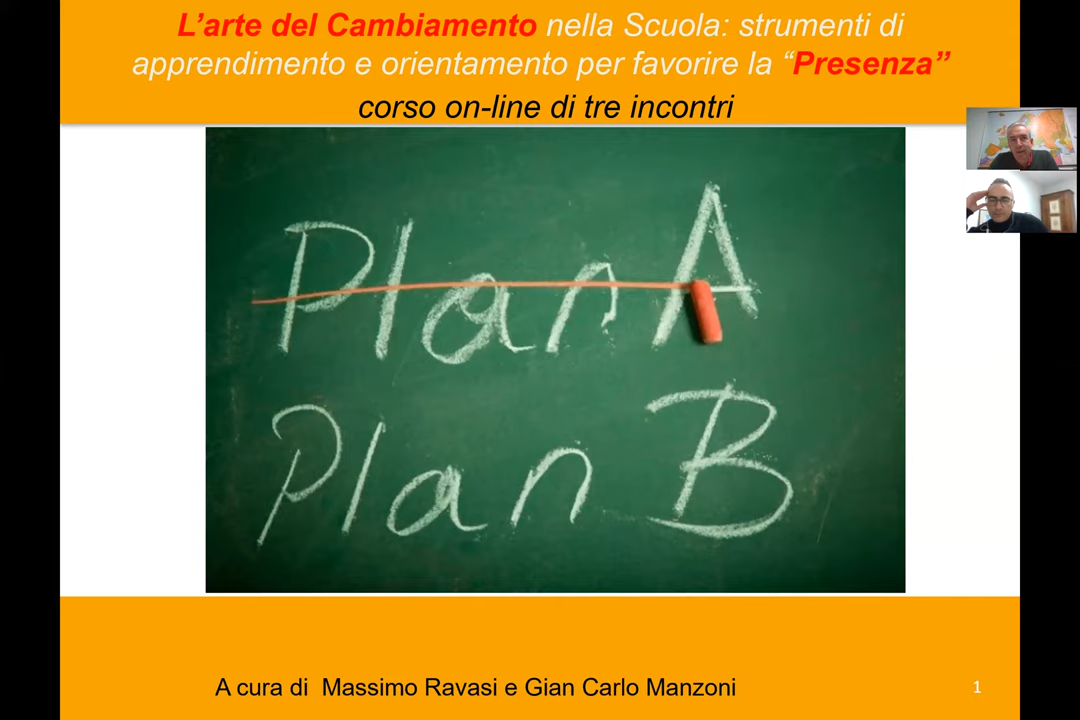 L’arte del Cambiamento nella Scuola: strumenti di
apprendimento e orientamento per favorire la “Presenza”
corso on-line di tre incontri
Plan A
Plan B
A cura di Massimo Ravasi e Gian Carlo Manzoni
1